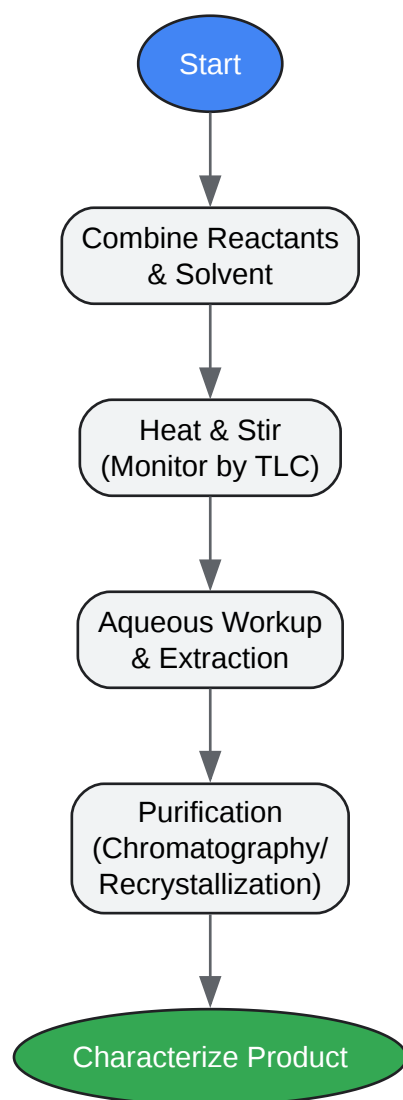 Start
Combine Reactants
& Solvent
Heat & Stir
(Monitor by TLC)
Aqueous Workup
& Extraction
Purification
(Chromatography/
Recrystallization)
Characterize Product